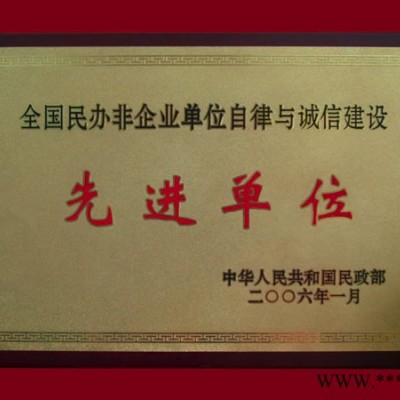 全国民办非企业单位自律与诚信建设
先进单位
中华人民共和国民政部
二〇〇六年一月
www.